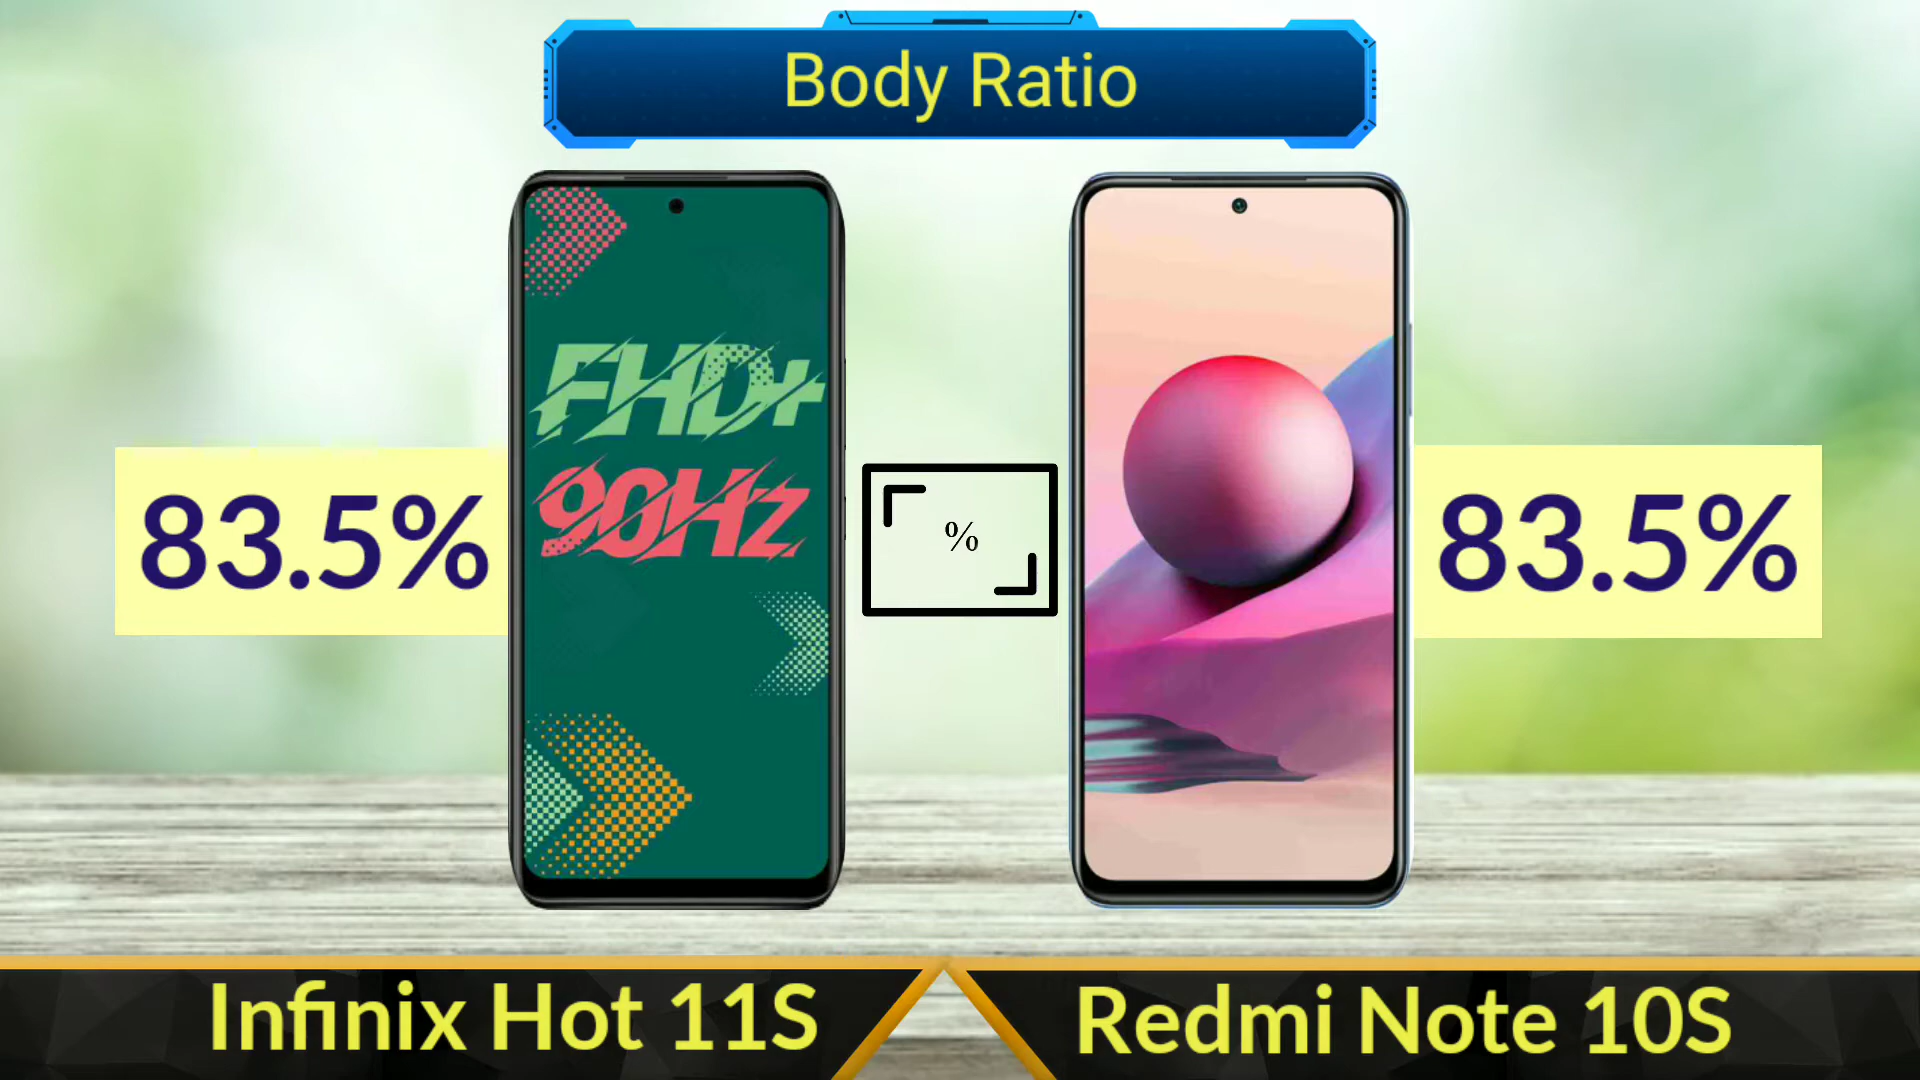 Body Ratio
FHD+
90Hz
83.5%
%
83.5%
Infinix Hot 11S
Redmi Note 10S